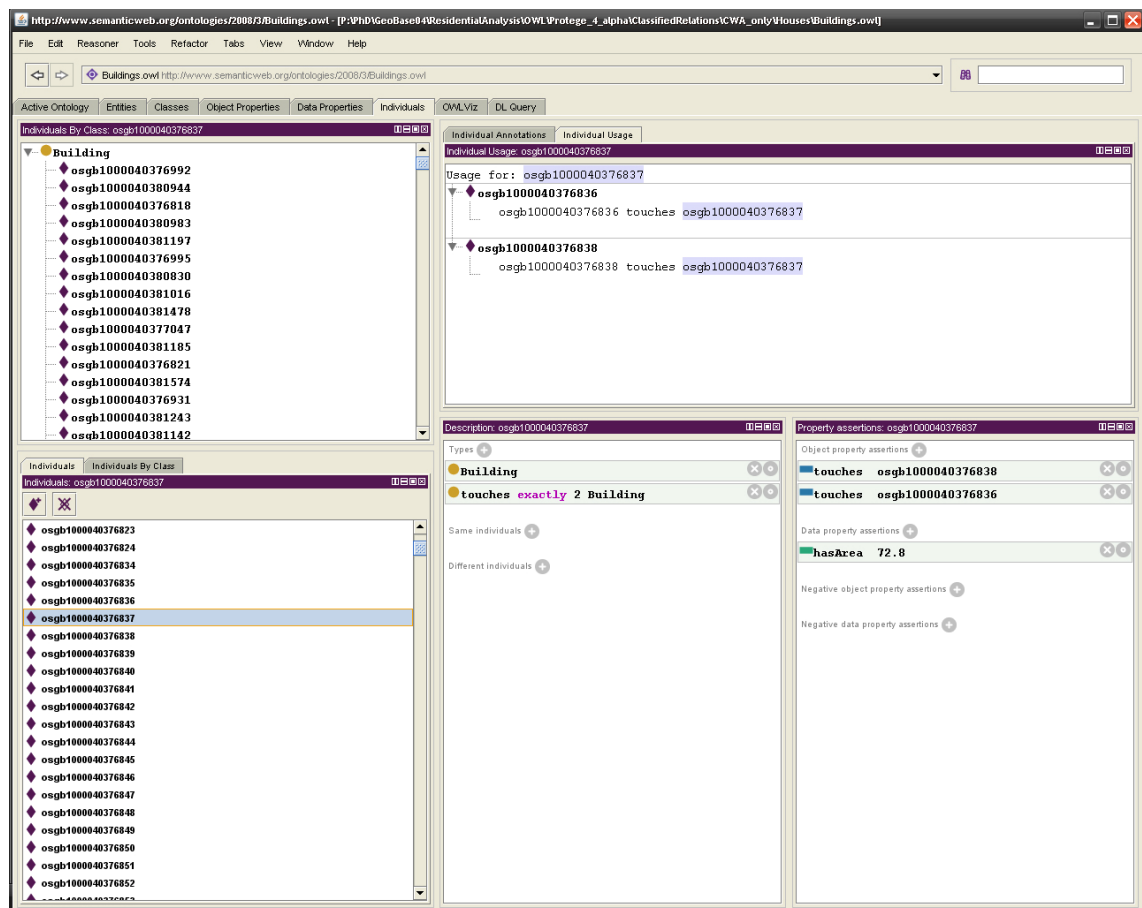 http://www.semanticweb.org/ontologies/2008/3/Buildings.owl - [P:\PhD\GeoBase04\ResidentialAnalysis\OWL\Protege_4_alpha\ClassifiedRelations\CWA_only\Houses\Buildings.owl]
File Edit Reasoner Tools Refactor Tabs View Window Help
Buildings.owl http://www.semanticweb.org/ontologies/2008/3/Buildings.owl
Active Ontology Entities Classes Object Properties Data Properties Individuals OWLViz DL Query
Individuals By Class: osgb1000040376837
Building
osgb1000040376992
osgb1000040380944
osgb1000040376818
osgb1000040380983
osgb1000040381197
osgb1000040376995
osgb1000040380830
osgb1000040381016
osgb1000040381478
osgb1000040377047
osgb1000040381185
osgb1000040376821
osgb1000040381574
osgb1000040376931
osgb1000040381243
osgb1000040381142
Individual Annotations Individual Usage
Individual Usage: osgb1000040376837
Usage for: osgb1000040376837
osgb1000040376836
osgb1000040376836 touches osgb1000040376837
osgb1000040376838
osgb1000040376838 touches osgb1000040376837
Individuals Individuals By Class
Individuals: osgb1000040376837
osgb1000040376823
osgb1000040376824
osgb1000040376834
osgb1000040376835
osgb1000040376836
osgb1000040376837
osgb1000040376838
osgb1000040376839
osgb1000040376840
osgb1000040376841
osgb1000040376842
osgb1000040376843
osgb1000040376844
osgb1000040376845
osgb1000040376846
osgb1000040376847
osgb1000040376848
osgb1000040376849
osgb1000040376850
osgb1000040376851
osgb1000040376852
Description: osgb1000040376837
Types
Building
touches exactly 2 Building
Same individuals
Different individuals
Property assertions: osgb1000040376837
Object property assertions
touches osgb1000040376838
touches osgb1000040376836
Data property assertions
hasArea 72.8
Negative object property assertions
Negative data property assertions